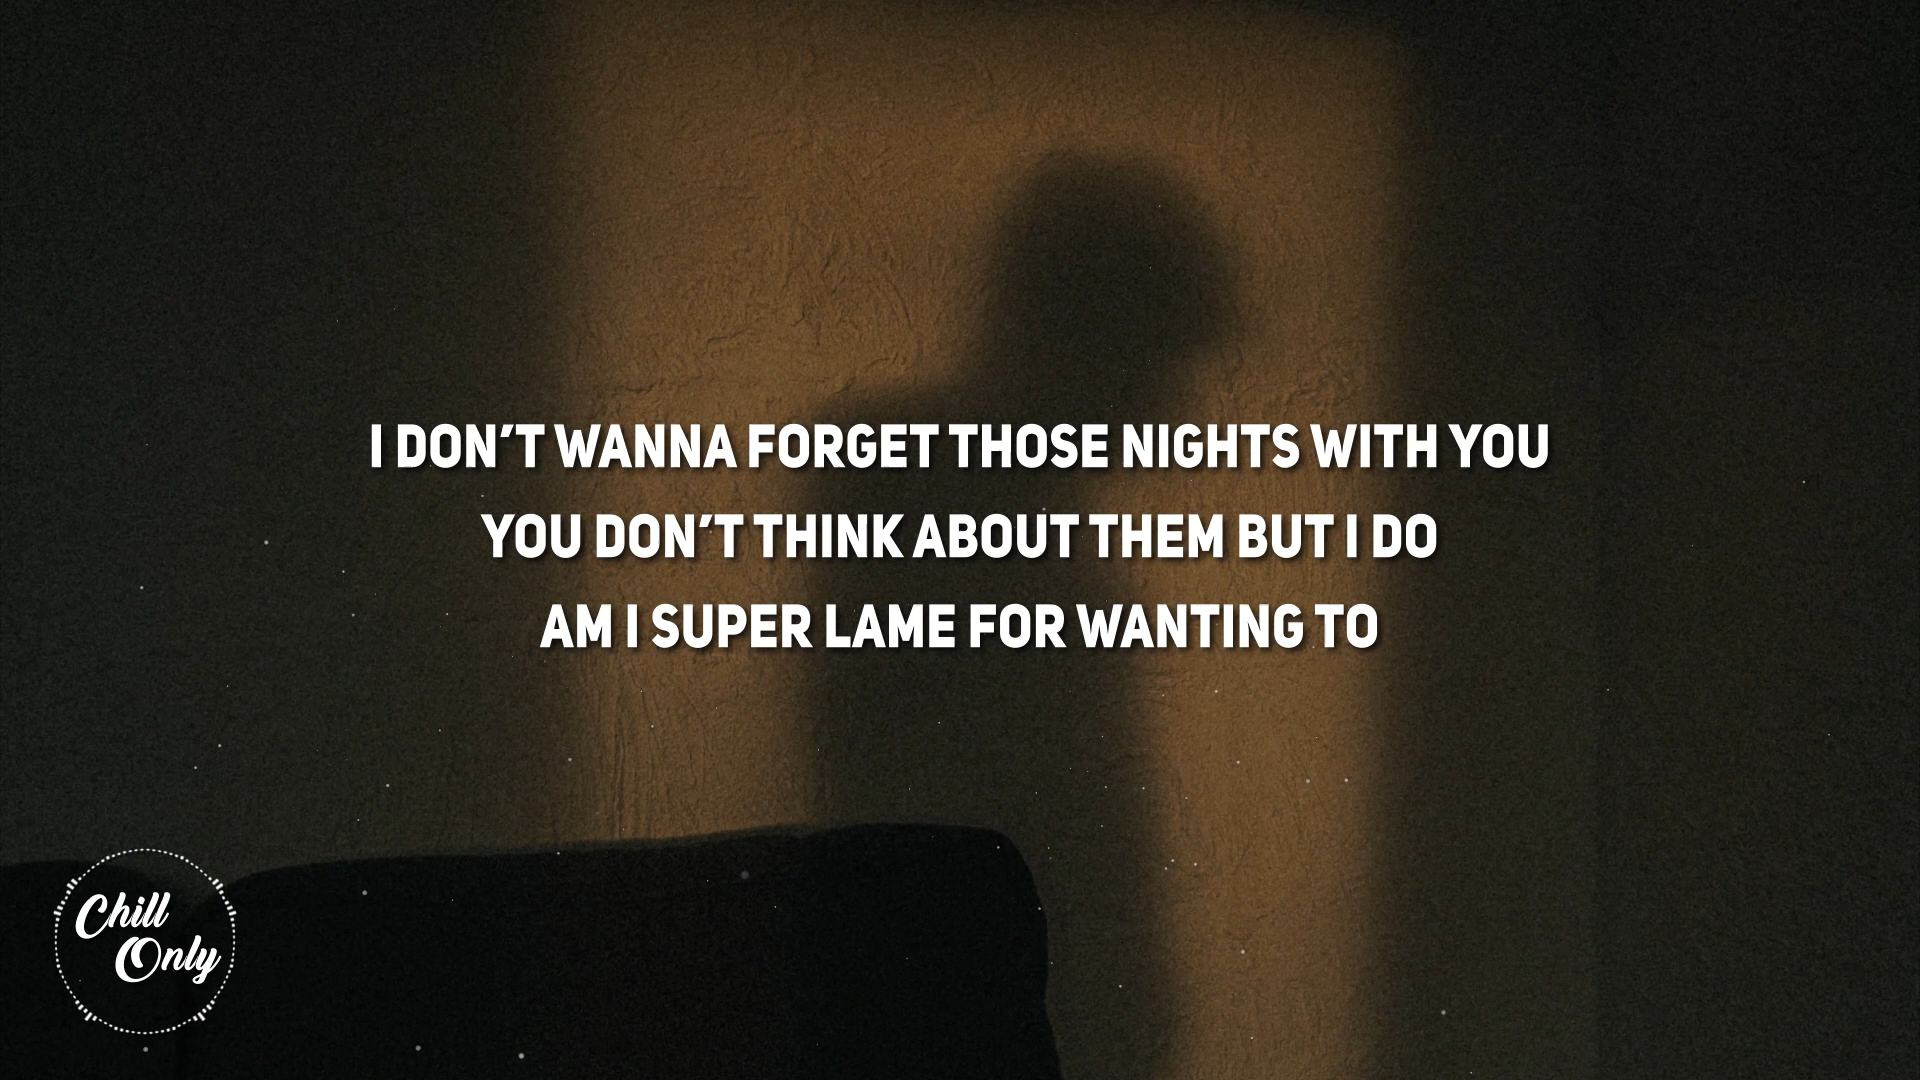 I DON'T WANNA FORGET THOSE NIGHTS WITH YOU
YOU DON'T THINK ABOUT THEM BUT I DO
AM I SUPER LAME FOR WANTING TO
Chill
Only